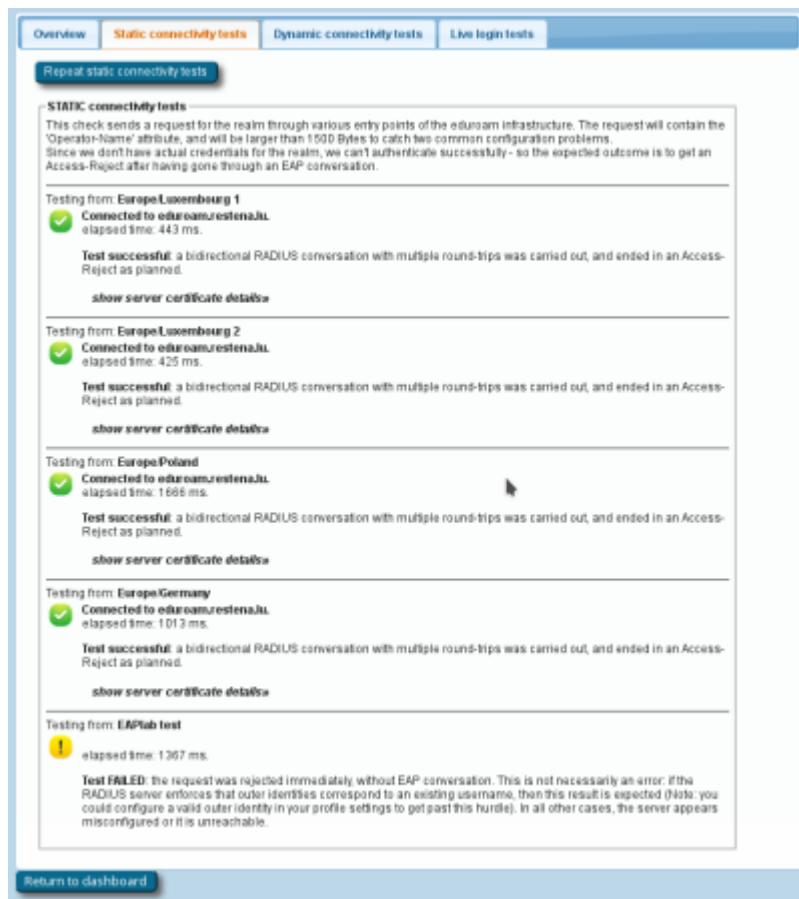 Overview
Static connectivity tests
Dynamic connectivity tests
Live login tests
Repeat static connectivity tests
STATIC connectivity tests
This check sends a request for the realm through various entry points of the eduroam infrastructure. The request will contain the
'Operator-Name' attribute, and will be larger than 1500 Bytes to catch two common configuration problems.
Since we don't have actual credentials for the realm, we can't authenticate successfully - so the expected outcome is to get an
Access-Reject after having gone through an EAP conversation.
Testing from: Europe/Luxembourg 1
Connected to eduroam.restena.lu.
elapsed time: 443 ms.
Test successful: a bidirectional RADIUS conversation with multiple round-trips was carried out, and ended in an Access-
Reject as planned.
show server certificate details»
Testing from: Europe/Luxembourg 2
Connected to eduroam.restena.lu.
elapsed time: 425 ms.
Test successful: a bidirectional RADIUS conversation with multiple round-trips was carried out, and ended in an Access-
Reject as planned.
show server certificate details»
Testing from: Europe/Poland
Connected to eduroam.restena.lu.
elapsed time: 1666 ms.
Test successful: a bidirectional RADIUS conversation with multiple round-trips was carried out, and ended in an Access-
Reject as planned.
show server certificate details»
Testing from: Europe/Germany
Connected to eduroam.restena.lu.
elapsed time: 1013 ms.
Test successful: a bidirectional RADIUS conversation with multiple round-trips was carried out, and ended in an Access-
Reject as planned.
show server certificate details»
Testing from: EAPlab test
elapsed time: 1367 ms.
Test FAILED: the request was rejected immediately, without EAP conversation. This is not necessarily an error: if the
RADIUS server enforces that outer identities correspond to an existing username, then this result is expected (Note: you
could configure a valid outer identity in your profile settings to get past this hurdle). In all other cases, the server appears
misconfigured or it is unreachable.
Return to dashboard